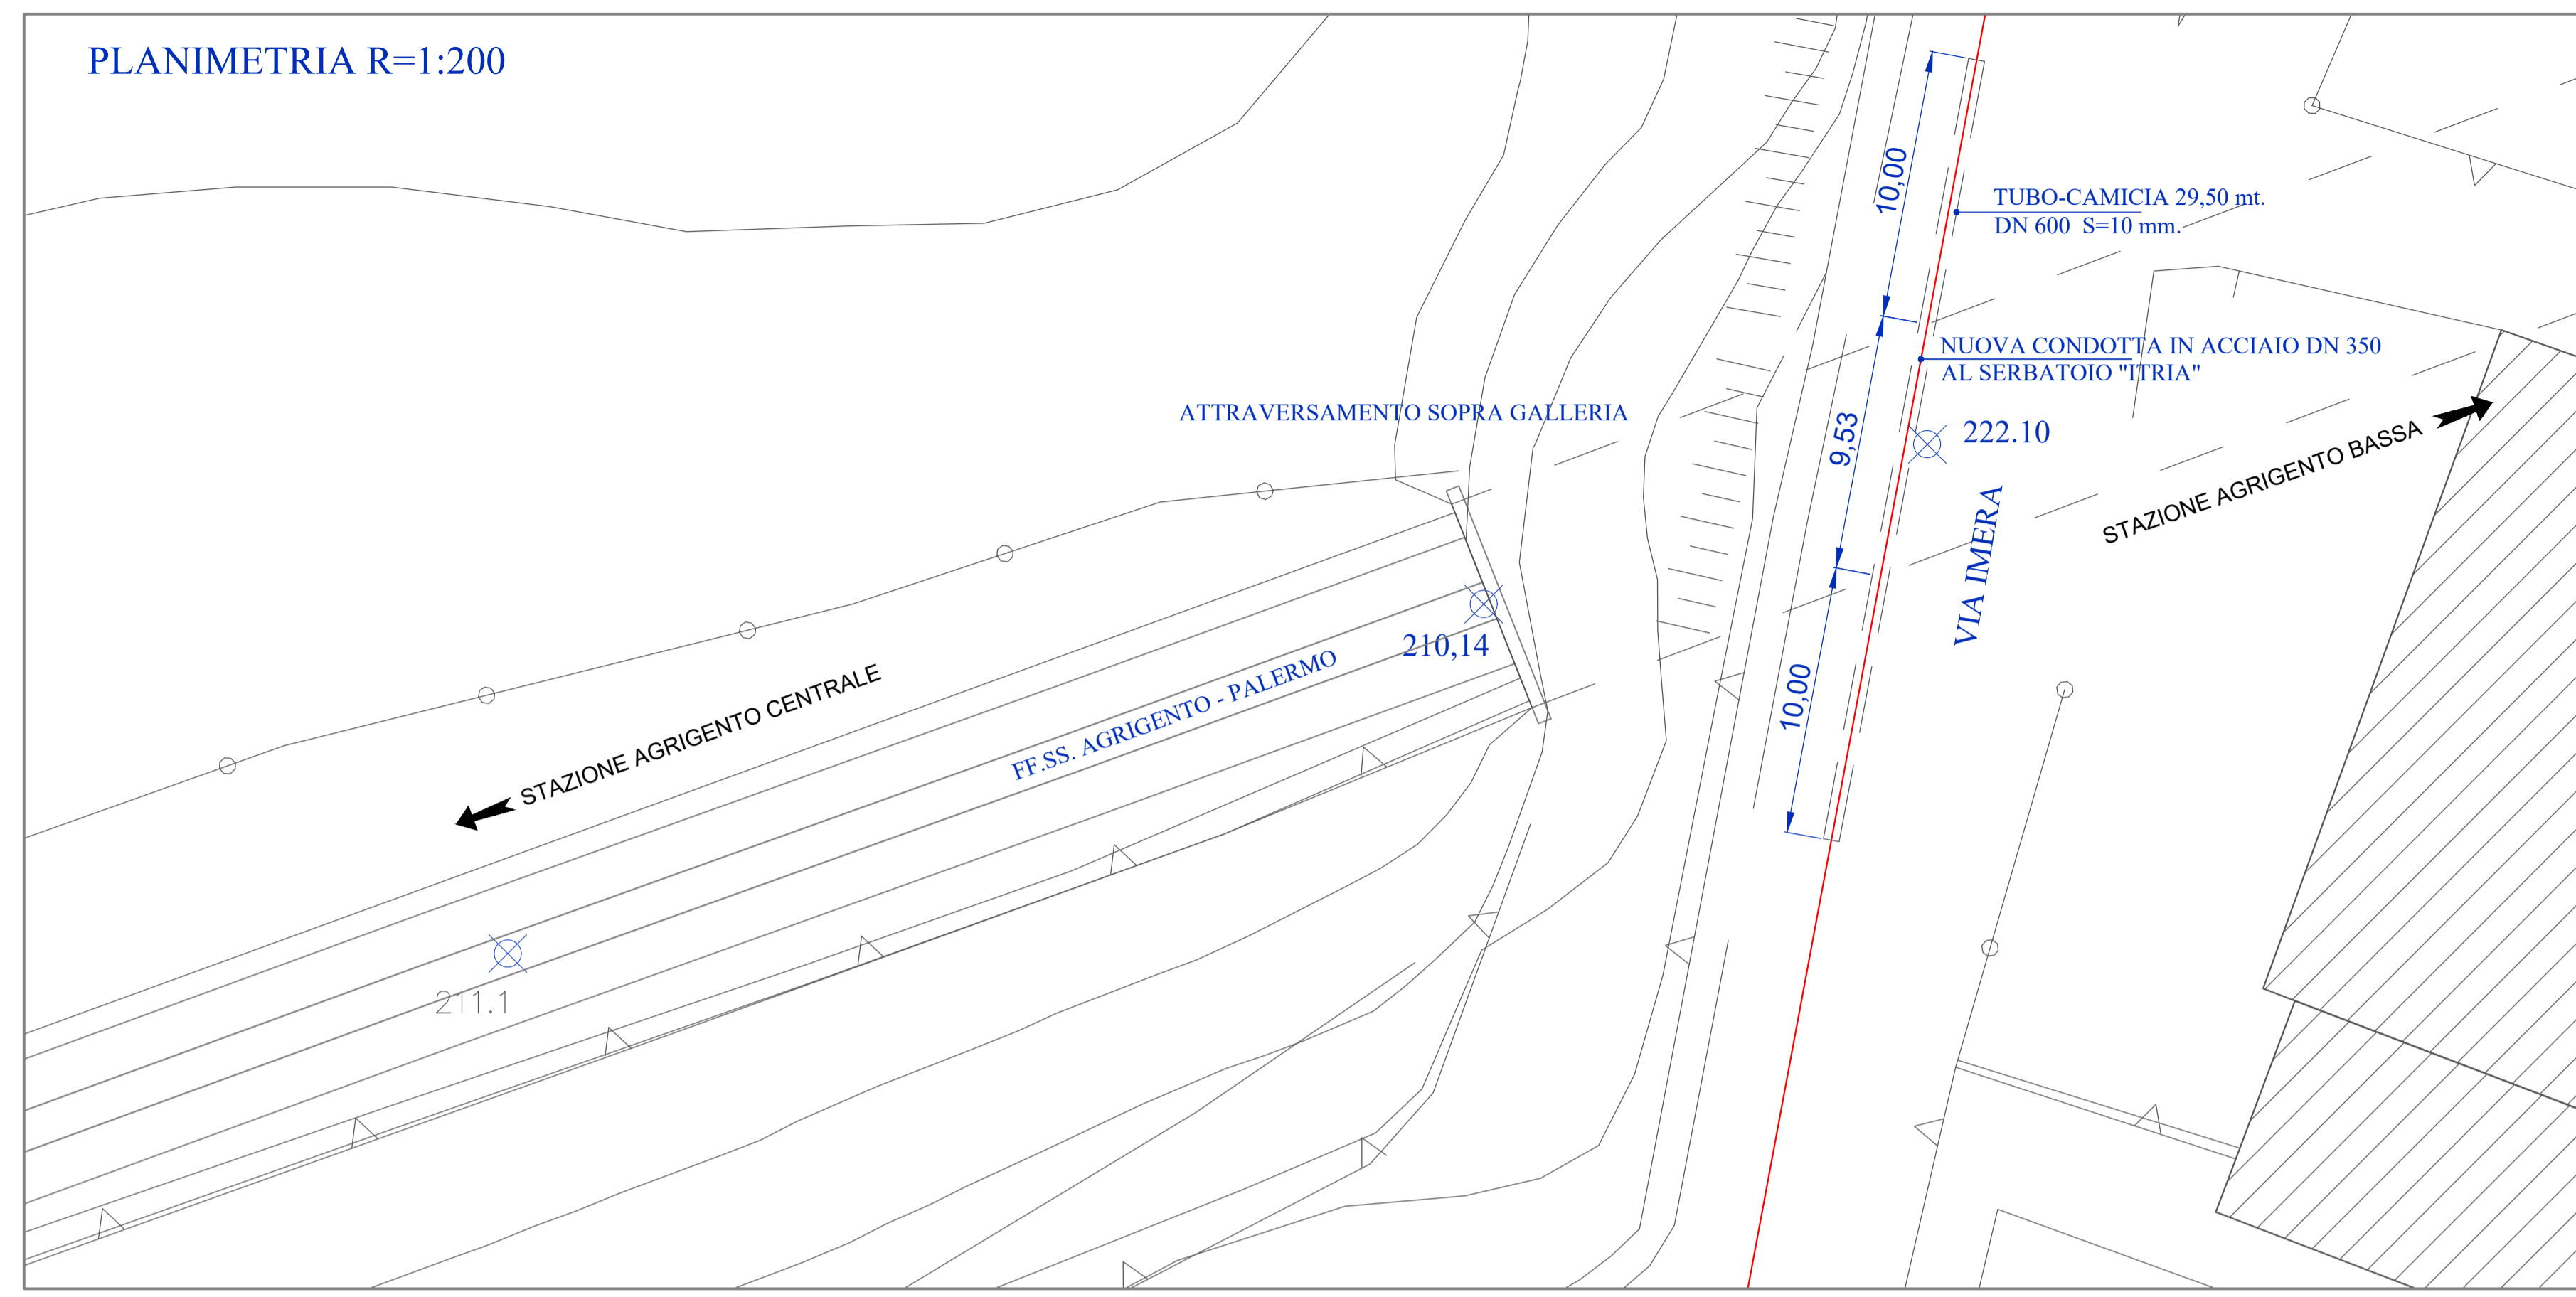 PLANIMETRIA R=1:200
10,00
TUBO-CAMICIA 29,50 mt.
DN 600 S=10 mm.
NUOVA CONDOTTA IN ACCIAIO DN 350
AL SERBATOIO "ITRIA"
ATTRAVERSAMENTO SOPRA GALLERIA
9,53
222.10
STAZIONE AGRIGENTO BASSA
VIA IMERA
210,14
10,00
FF.SS. AGRIGENTO - PALERMO
STAZIONE AGRIGENTO CENTRALE
211.1